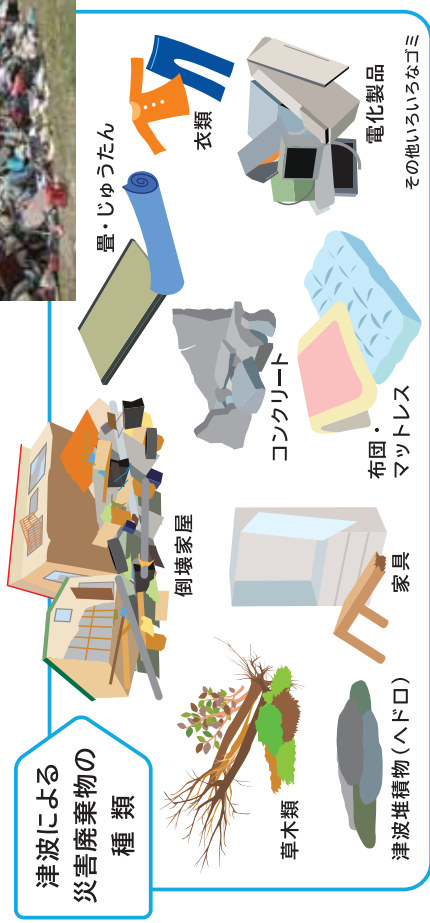 津波による
災害廃棄物の
種類
倒壊家屋
畳・じゅうたん
衣類
草木類
コンクリート
電化製品
津波堆積物(ヘドロ)
家具
布団・
マットレス
その他いろいろなゴミ